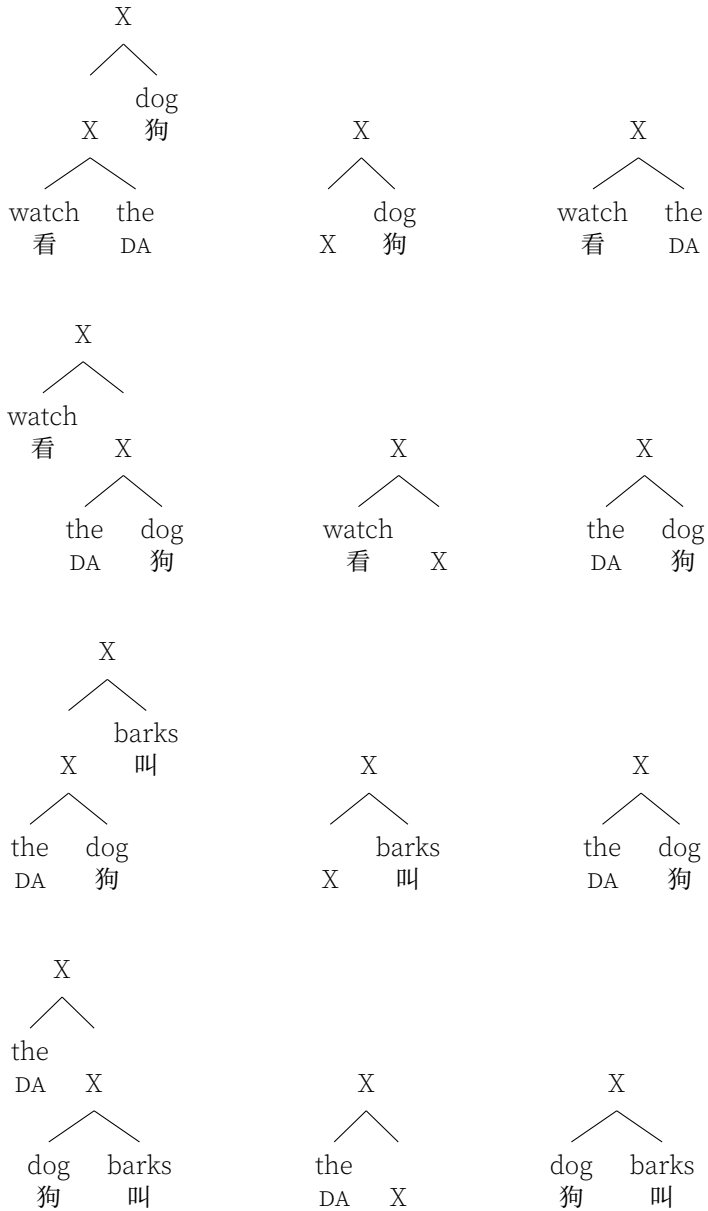 X
dog
X 狗 X X
watch the dog watch the
看 DA X 狗 看 DA
X
watch
看 X X X
the dog watch the dog
DA 狗 看 X DA 狗
X
barks
X 叫 X X
the dog barks the dog
DA 狗 X 叫 DA 狗
X
the
DA X X X
dog barks the dog barks
狗 叫 DA X 狗 叫